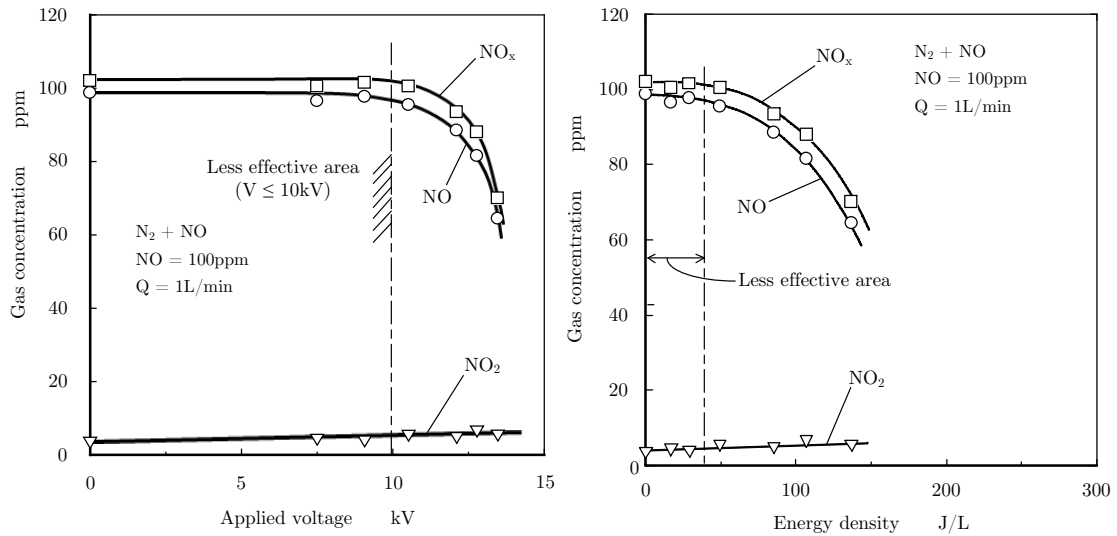 120
100
80
60
40
20
0
Gas concentration ppm
NOₓ
Less effective area
(V ≤ 10kV)
NO
N₂ + NO
NO = 100ppm
Q = 1L/min
NO₂
0
5
10
15
Applied voltage kV
120
100
80
60
40
20
0
Gas concentration ppm
NOₓ
N₂ + NO
NO = 100ppm
Q = 1L/min
NO
Less effective area
NO₂
0
100
200
300
Energy density J/L